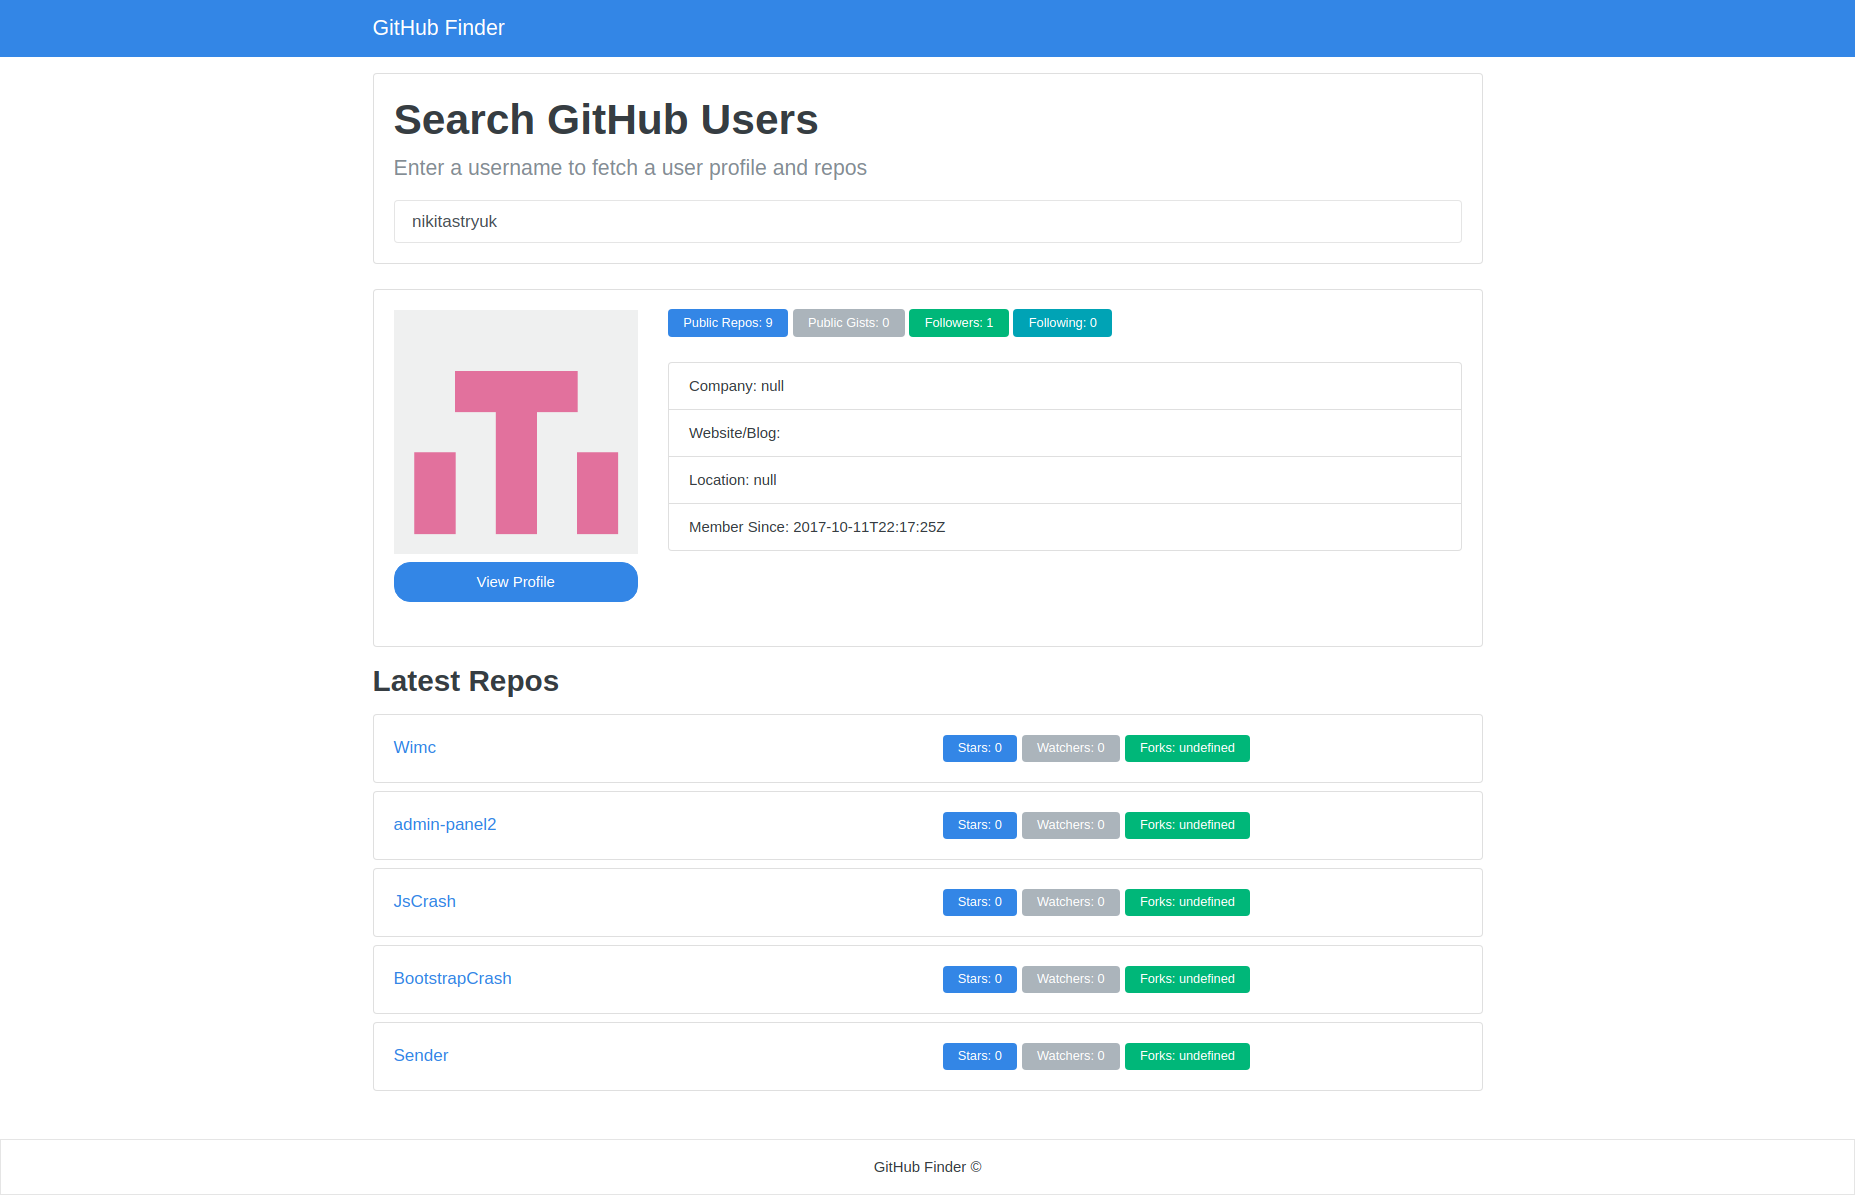 GitHub Finder
Search GitHub Users
Enter a username to fetch a user profile and repos
nikitastryuk
Public Repos: 9 Public Gists: 0 Followers: 1 Following: 0
Company: null
Website/Blog:
Location: null
Member Since: 2017-10-11T22:17:25Z
View Profile
Latest Repos
Wimc Stars: 0 Watchers: 0 Forks: undefined
admin-panel2 Stars: 0 Watchers: 0 Forks: undefined
JsCrash Stars: 0 Watchers: 0 Forks: undefined
BootstrapCrash Stars: 0 Watchers: 0 Forks: undefined
Sender Stars: 0 Watchers: 0 Forks: undefined
GitHub Finder ©